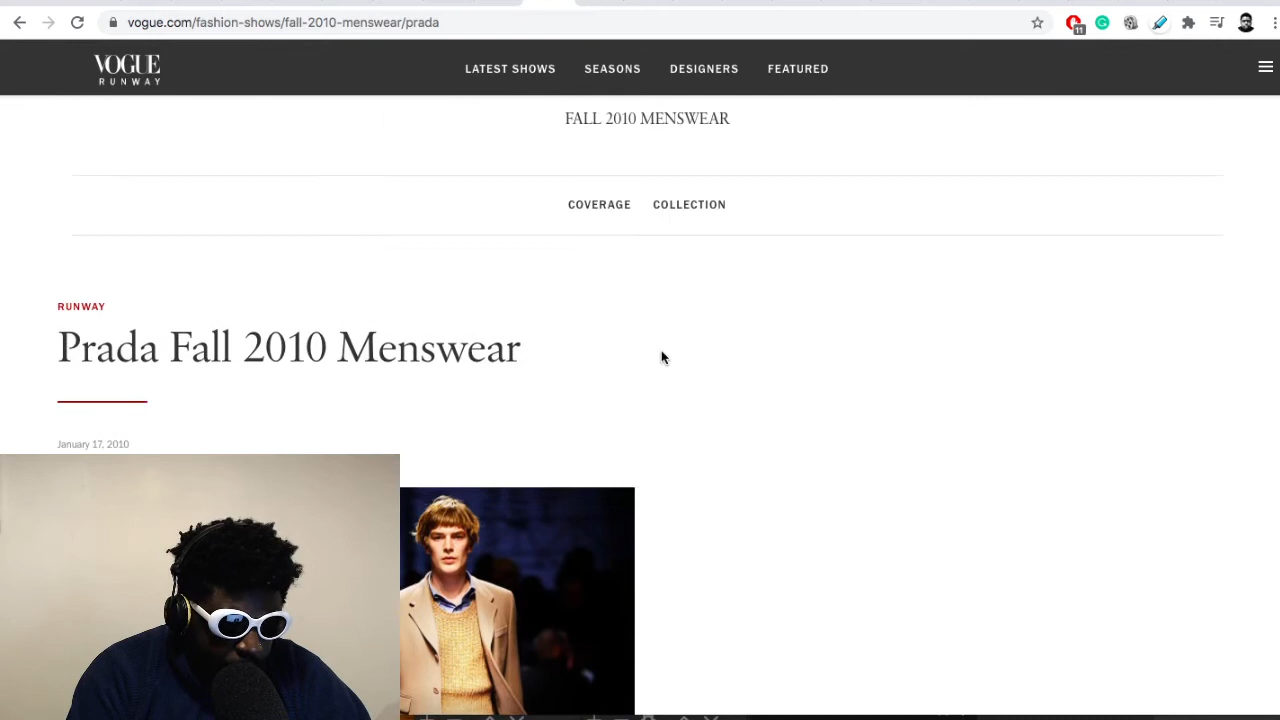 vogue.com/fashion-shows/fall-2010-menswear/prada
11
VOGUE
RUNWAY
LATEST SHOWS
SEASONS
DESIGNERS
FEATURED
FALL 2010 MENSWEAR
COVERAGE
COLLECTION
RUNWAY
Prada Fall 2010 Menswear
January 17, 2010